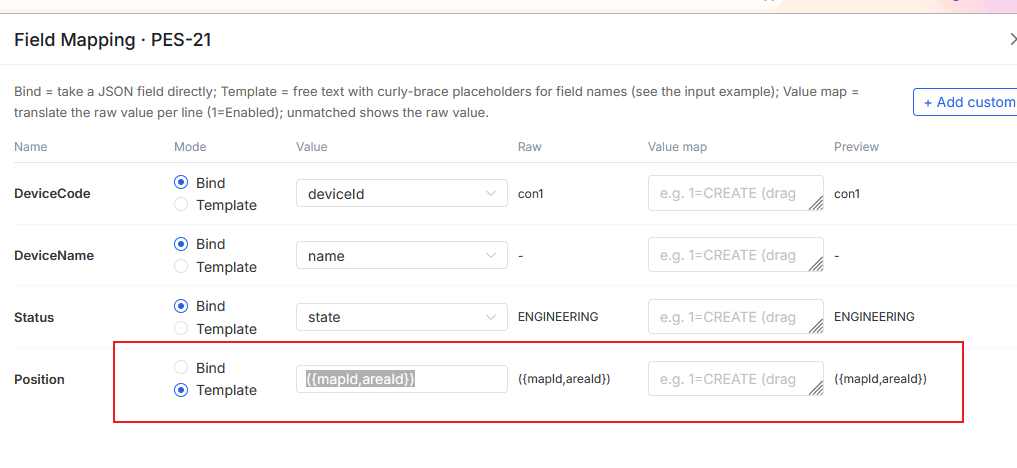 Field Mapping · PES-21
Bind = take a JSON field directly; Template = free text with curly-brace placeholders for field names (see the input example); Value map =
translate the raw value per line (1=Enabled); unmatched shows the raw value.
+ Add custom
Name Mode Value Raw Value map Preview
DeviceCode Bind Template deviceId con1 e.g. 1=CREATE (drag con1
DeviceName Bind Template name - e.g. 1=CREATE (drag -
Status Bind Template state ENGINEERING e.g. 1=CREATE (drag ENGINEERING
Position Bind Template ({mapId,areaId}) ({mapId,areaId}) e.g. 1=CREATE (drag ({mapId,areaId})